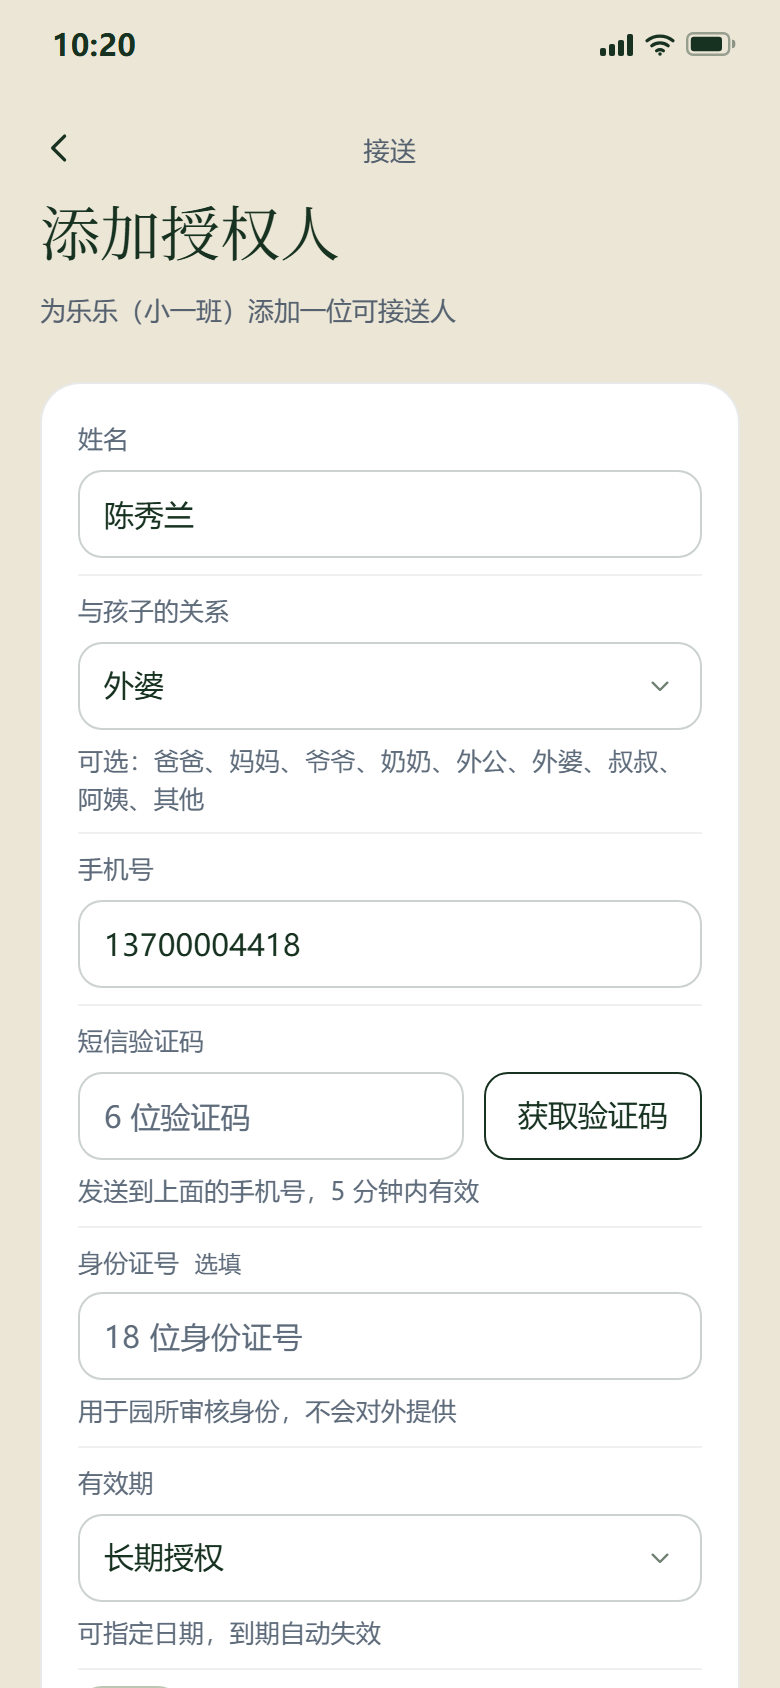 10:20
接送
添加授权人
为乐乐（小一班）添加一位可接送人
姓名
陈秀兰
与孩子的关系
外婆
可选：爸爸、妈妈、爷爷、奶奶、外公、外婆、叔叔、
阿姨、其他
手机号
13700004418
短信验证码
6 位验证码
获取验证码
发送到上面的手机号，5 分钟内有效
身份证号 选填
18 位身份证号
用于园所审核身份，不会对外提供
有效期
长期授权
可指定日期，到期自动失效